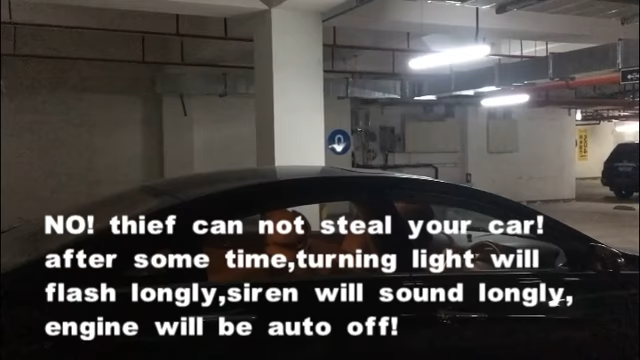 NO! thief can not steal your car!
after some time,turning light will
flash longly,siren will sound longly,
engine will be auto off!